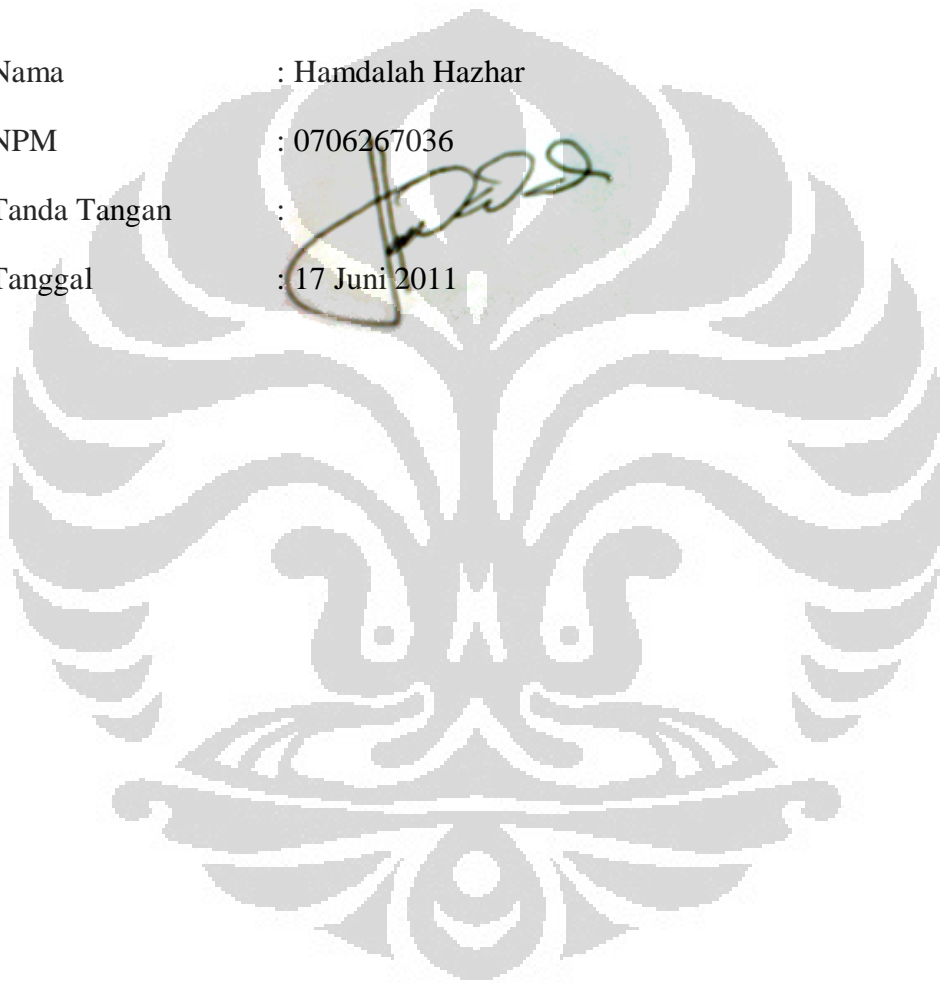 Nama : Hamdalah Hazhar
NPM : 0706267036
Tanda Tangan :
Tanggal : 17 Juni 2011